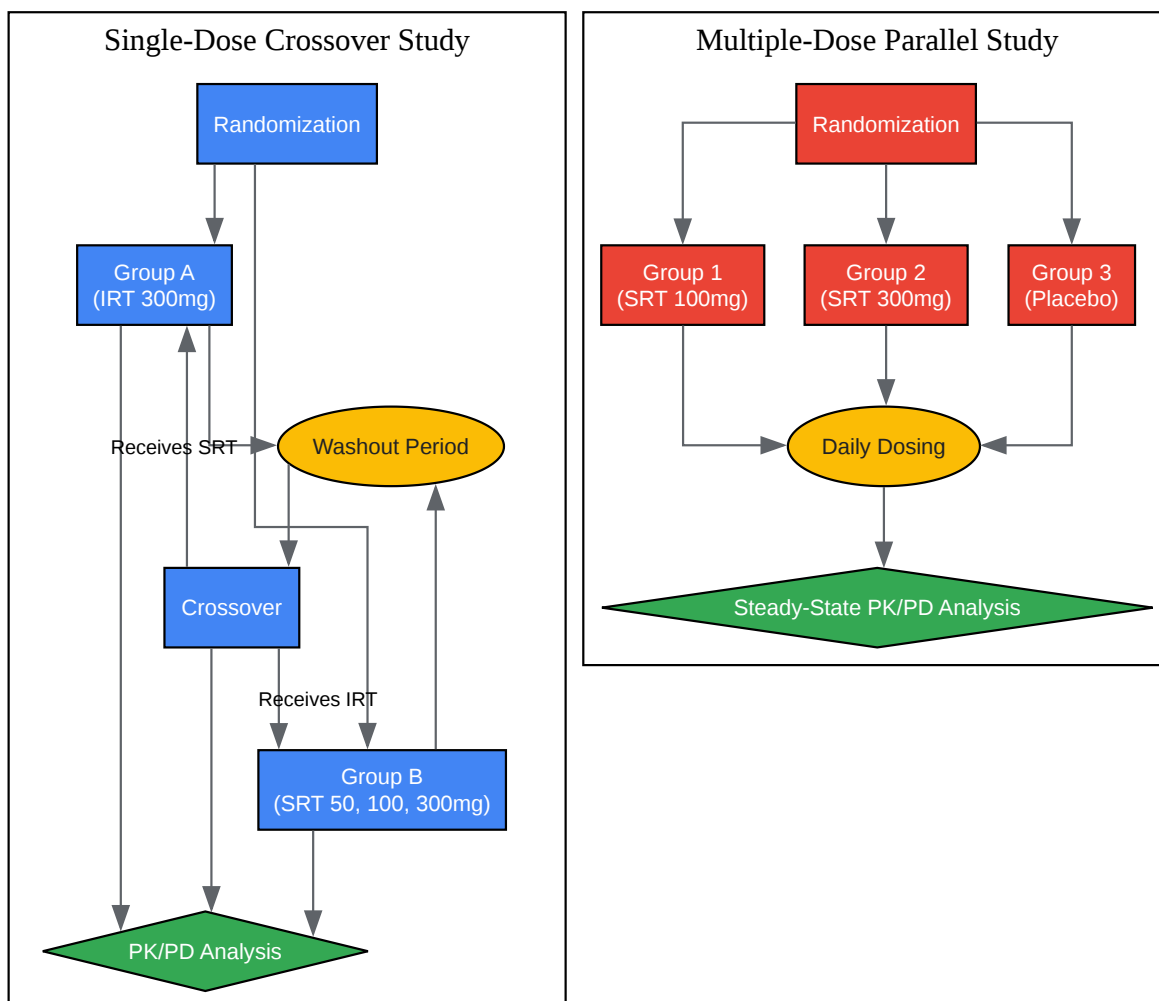 Single-Dose Crossover Study
Randomization
Group A
(IRT 300mg)
Receives SRT
Washout Period
Crossover
Receives IRT
Group B
(SRT 50, 100, 300mg)
PK/PD Analysis
Multiple-Dose Parallel Study
Randomization
Group 1
(SRT 100mg)
Group 2
(SRT 300mg)
Group 3
(Placebo)
Daily Dosing
Steady-State PK/PD Analysis